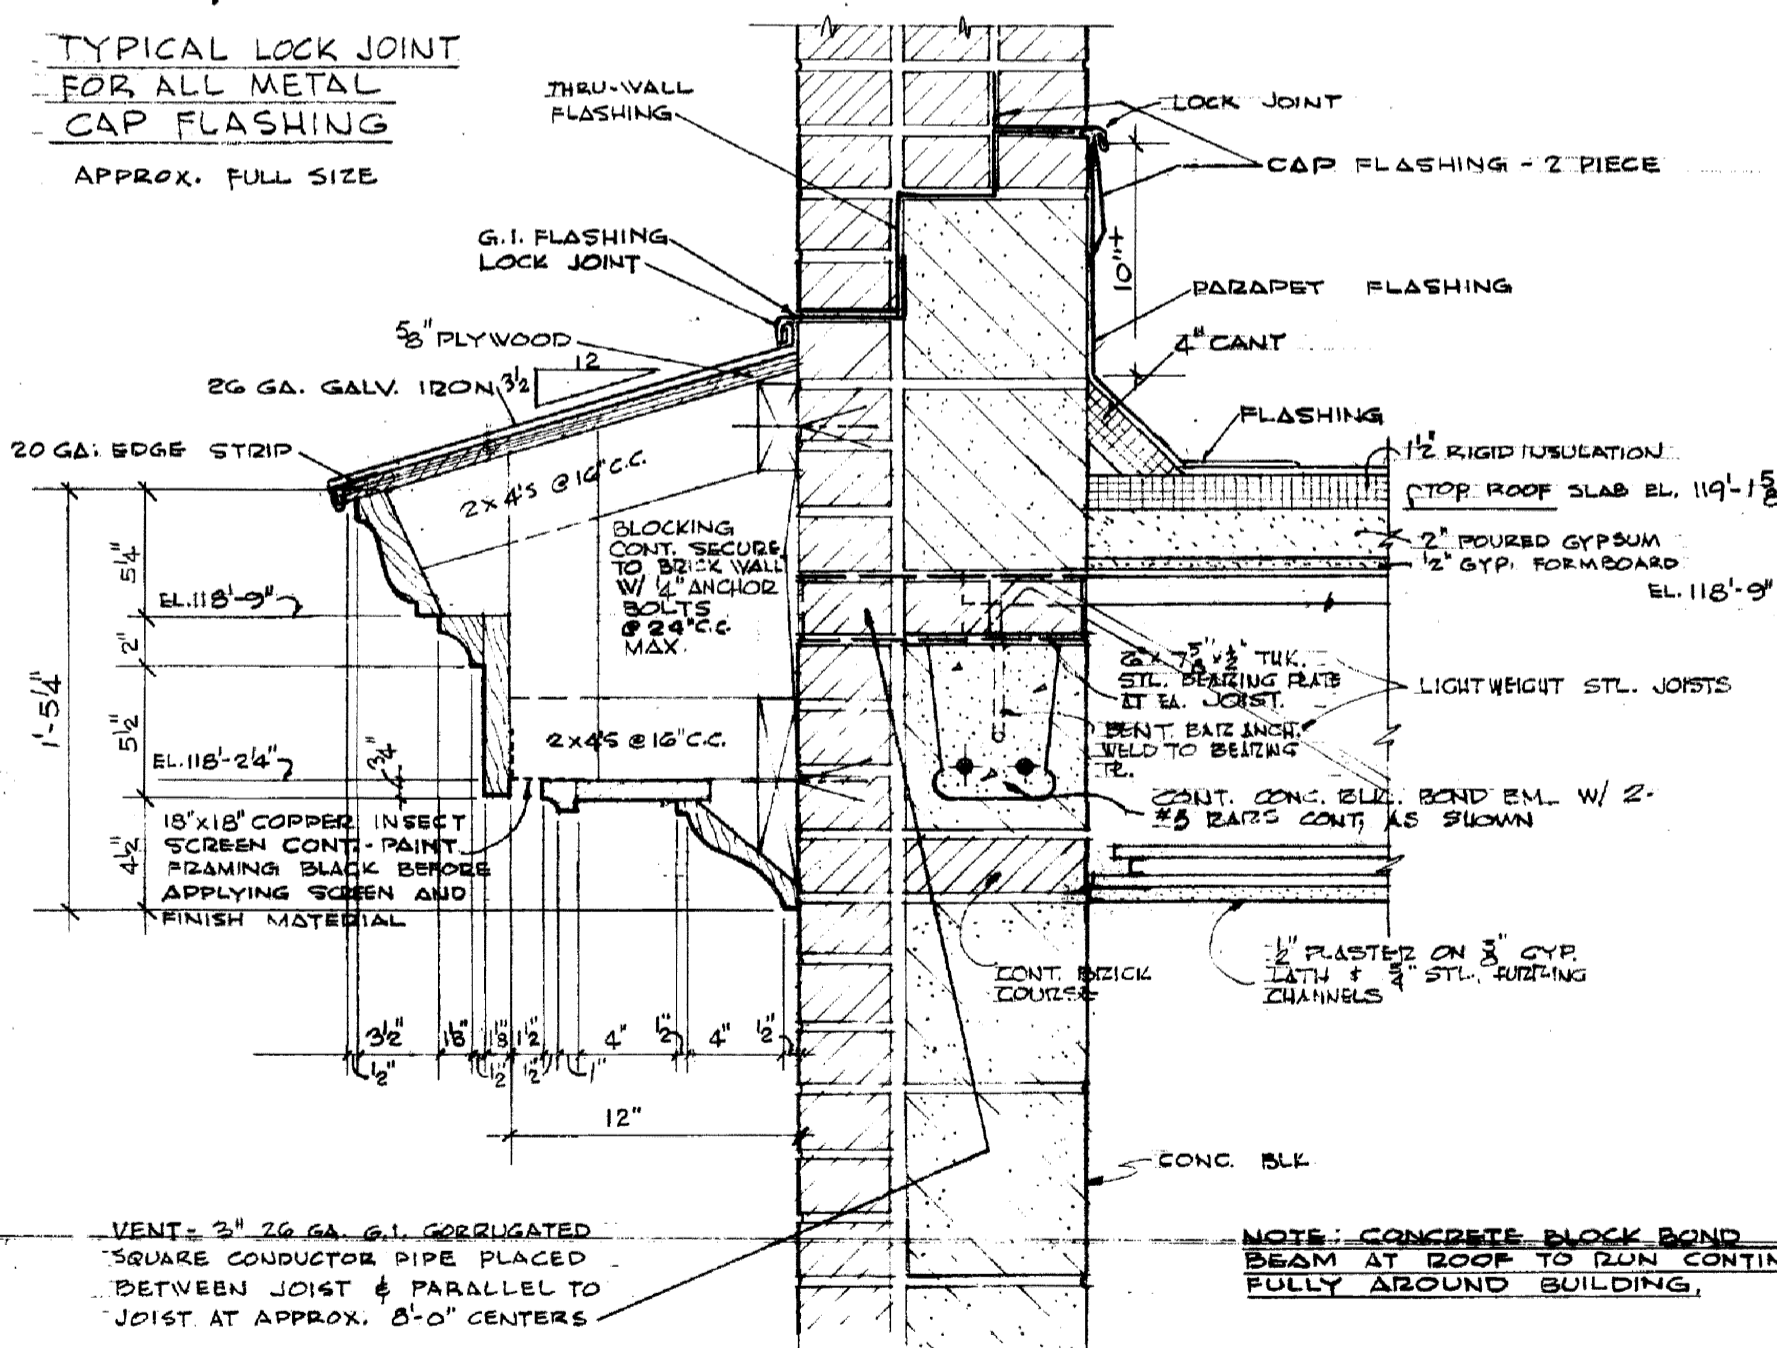 TYPICAL LOCK JOINT
FOR ALL METAL
CAP FLASHING
APPROX. FULL SIZE
THRU-WALL
FLASHING
LOCK JOINT
CAP FLASHING - 2 PIECE
G.I. FLASHING
LOCK JOINT
10"+
PARAPET FLASHING
5/8" PLYWOOD
12
3 1/2
4" CANT
26 GA. GALV. IRON
FLASHING
20 GA. EDGE STRIP
1 1/2" RIGID INSULATION
TOP ROOF SLAB EL. 119'-1 5/8
2" POURED GYPSUM
1/2" GYP. FORMBOARD
EL. 118'-9"
2x4'S @ 16" C.C.
BLOCKING
CONT. SECURE
TO BRICK WALL
W/ 1/4" ANCHOR
BOLTS
@ 24" C.C.
MAX.
5 1/4"
EL. 118'-9"
2"
1'-5 1/4"
5 1/2"
EL. 118'-2 1/4"
3/4"
4 1/2"
2x4'S @ 16" C.C.
6 x 7 5/8" x 1/2" THK.
STL. BEARING PLATE
AT EA. JOIST.
LIGHTWEIGHT STL. JOISTS
BENT BAR ANCH.
WELD TO BEARING
PL.
CONT. CONC. BLK. BOND BM. W/ 2-
#5 BARS CONT. AS SHOWN
18"x18" COPPER INSECT
SCREEN CONT.-PAINT
FRAMING BLACK BEFORE
APPLYING SCREEN AND
FINISH MATERIAL
CONT. BRICK
COURSE
1/2" PLASTER ON 3/8" GYP.
LATH & 3/4" STL. FURRING
CHANNELS
3 1/2" 1 1/8" 1 1/8" 1 1/2" 4" 1/2" 4" 1/2"
1/2" 1/2" 1/2" 1"
12"
CONC. BLK
VENT- 3" 26 GA. G.I. CORRUGATED
SQUARE CONDUCTOR PIPE PLACED
BETWEEN JOIST & PARALLEL TO
JOIST AT APPROX. 8'-0" CENTERS
NOTE: CONCRETE BLOCK BOND
BEAM AT ROOF TO RUN CONTIN
FULLY AROUND BUILDING.